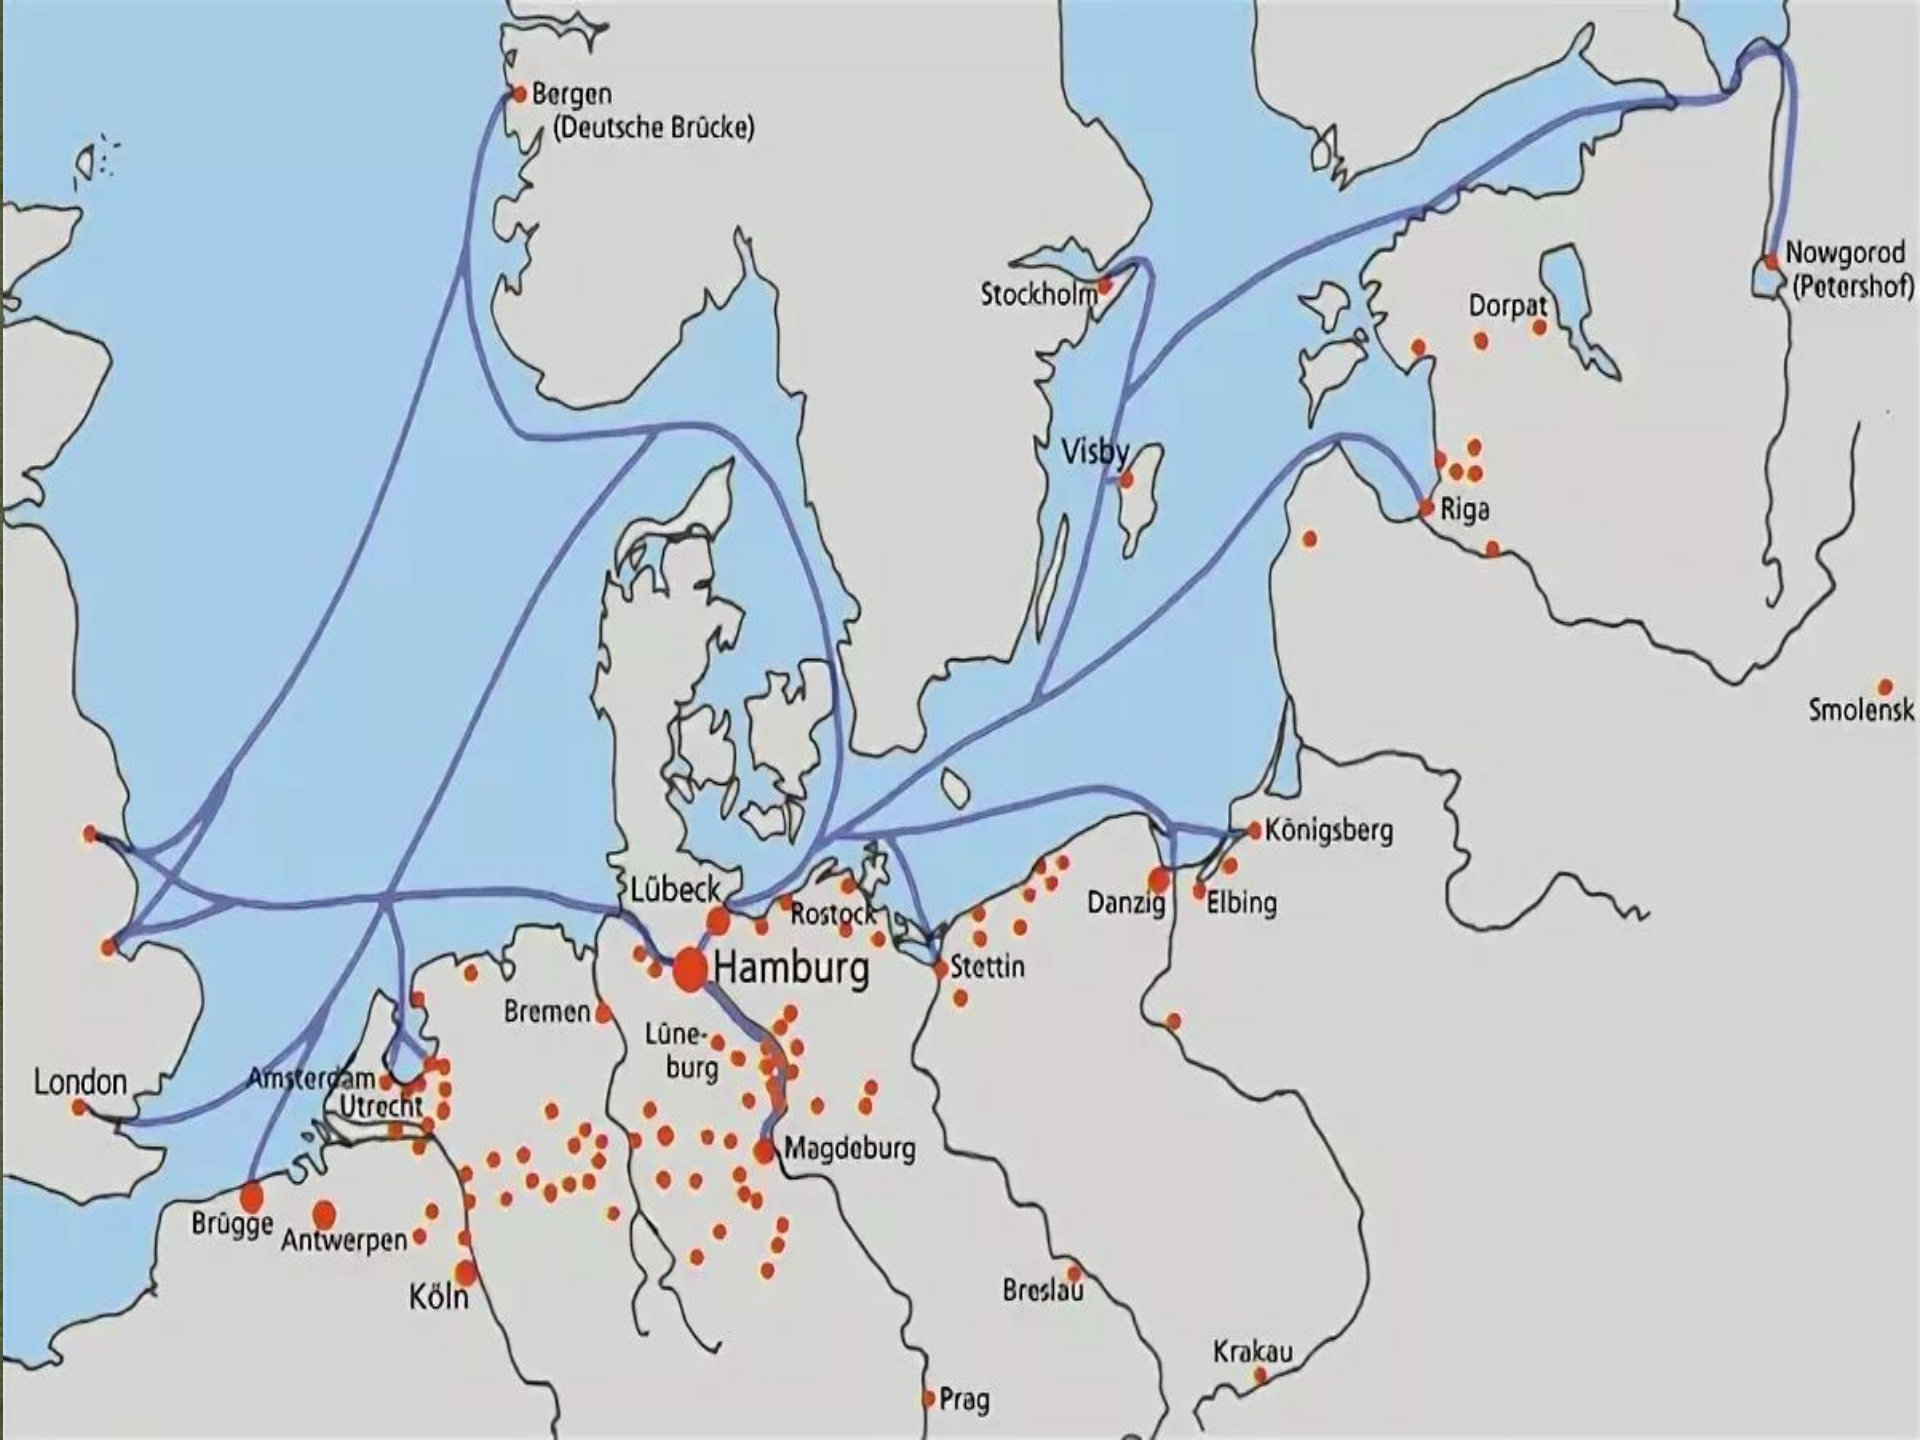 Bergen
(Deutsche Brücke)
Nowgorod
(Petershof)
Stockholm
Dorpat
Visby
Riga
Smolensk
Königsberg
Lübeck
Rostock
Danzig
Elbing
Hamburg
Stettin
Bremen
Lüne-
burg
London
Amsterdam
Utrecht
Magdeburg
Brügge
Antwerpen
Köln
Breslau
Krakau
Prag